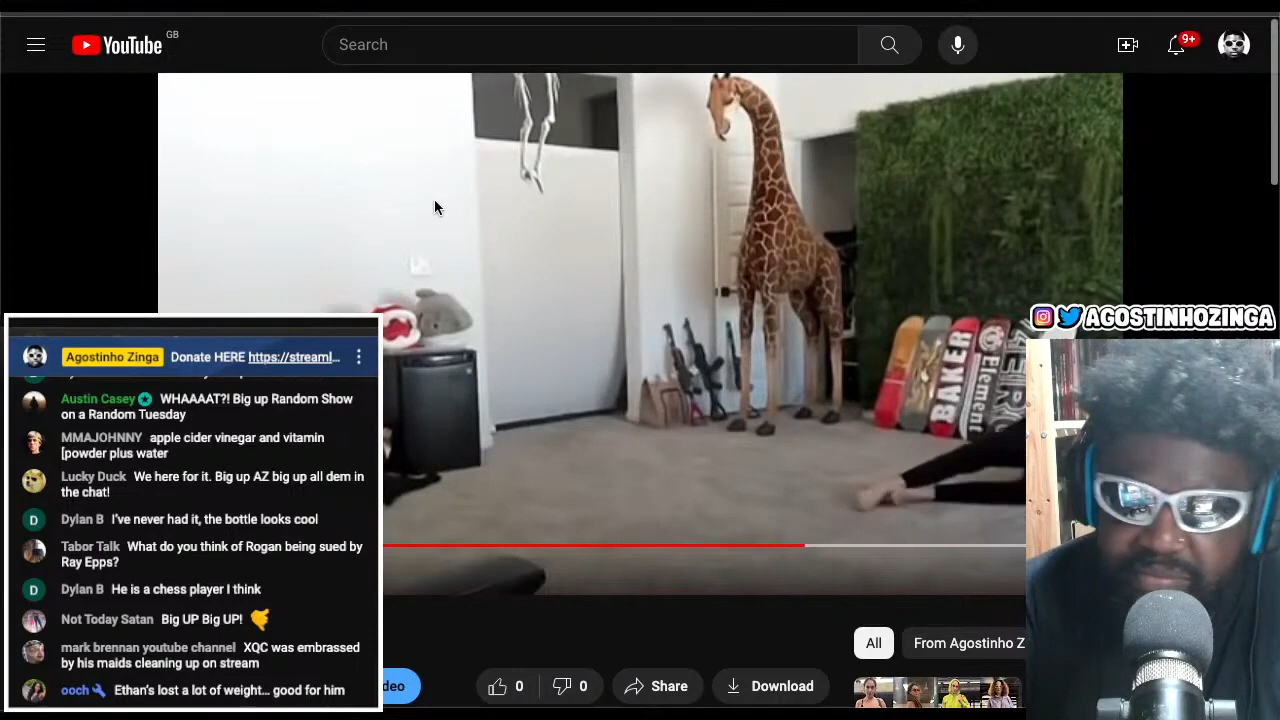 YouTube GB
Search
9+
BAKER
Element
@AGOSTINHOZINGA
Agostinho Zinga Donate HERE https://streaml...
Austin Casey WHAAAAT?! Big up Random Show
on a Random Tuesday
MMAJOHNNY apple cider vinegar and vitamin
[powder plus water
Lucky Duck We here for it. Big up AZ big up all dem in
the chat!
D Dylan B I've never had it, the bottle looks cool
Tabor Talk What do you think of Rogan being sued by
Ray Epps?
D Dylan B He is a chess player I think
Not Today Satan Big UP Big UP!
mark brennan youtube channel XQC was embrassed
by his maids cleaning up on stream
ooch Ethan's lost a lot of weight... good for him
All From Agostinho Z
deo 0 0 Share Download